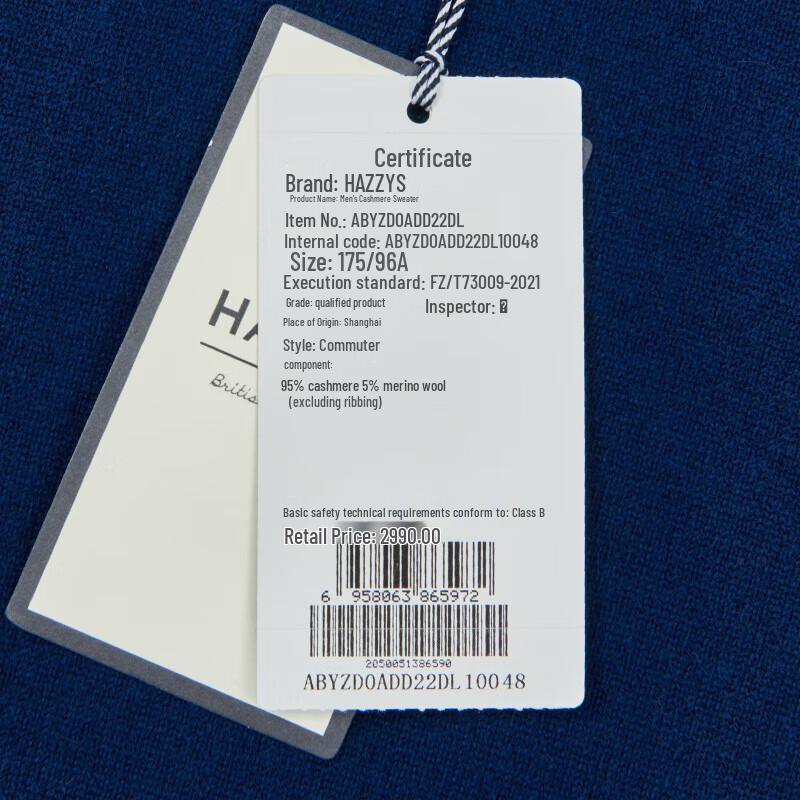 Certificate
Brand: HAZZYS
Product Name: Men's Cashmere Sweater
Item No.: ABYZD0ADD22DL
Internal code: ABYZD0ADD22DL10048
Size: 175/96A
Execution standard: FZ/T73009-2021
Grade: qualified product
Inspector:
Place of Origin: Shanghai
Style: Commuter
component:
95% cashmere 5% merino wool
(excluding ribbing)
Basic safety technical requirements conform to: Class B
Retail Price: 2990.00
6 958063 865972
2050051386590
ABYZD0ADD22DL10048
HA
Britis